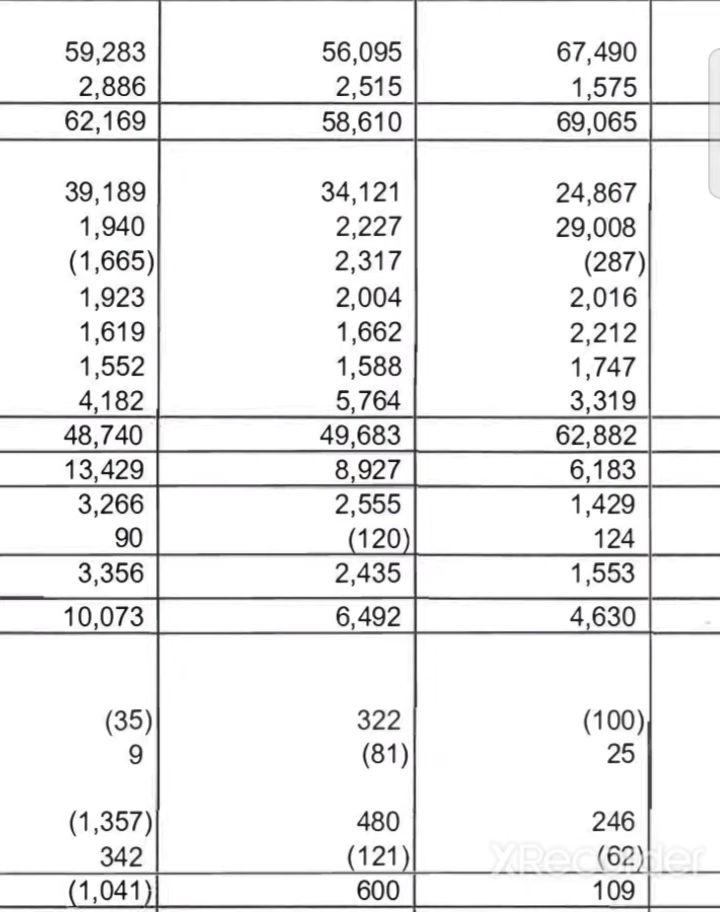 59,283 56,095 67,490
2,886 2,515 1,575
62,169 58,610 69,065
39,189 34,121 24,867
1,940 2,227 29,008
(1,665) 2,317 (287)
1,923 2,004 2,016
1,619 1,662 2,212
1,552 1,588 1,747
4,182 5,764 3,319
48,740 49,683 62,882
13,429 8,927 6,183
3,266 2,555 1,429
90 (120) 124
3,356 2,435 1,553
10,073 6,492 4,630
(35) 322 (100)
9 (81) 25
(1,357) 480 246
342 (121) (62)
XRecorder
(1,041) 600 109